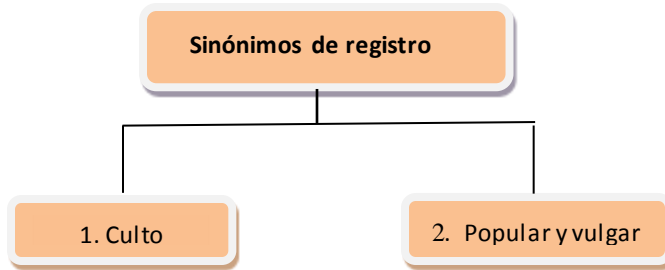 Sinónimos de registro
1. Culto
2. Popular y vulgar